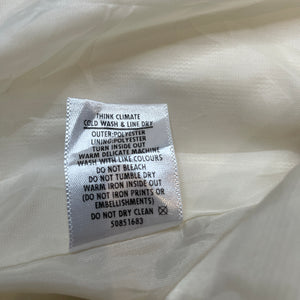 THINK CLIMATE
COLD WASH & LINE DRY
OUTER:POLYESTER
LINING:POLYESTER
TURN INSIDE OUT
WARM DELICATE MACHINE
WASH WITH LIKE COLOURS
DO NOT BLEACH
DO NOT TUMBLE DRY
WARM IRON INSIDE OUT
(DO NOT IRON PRINTS OR
EMBELLISHMENTS)
DO NOT DRY CLEAN
50851683